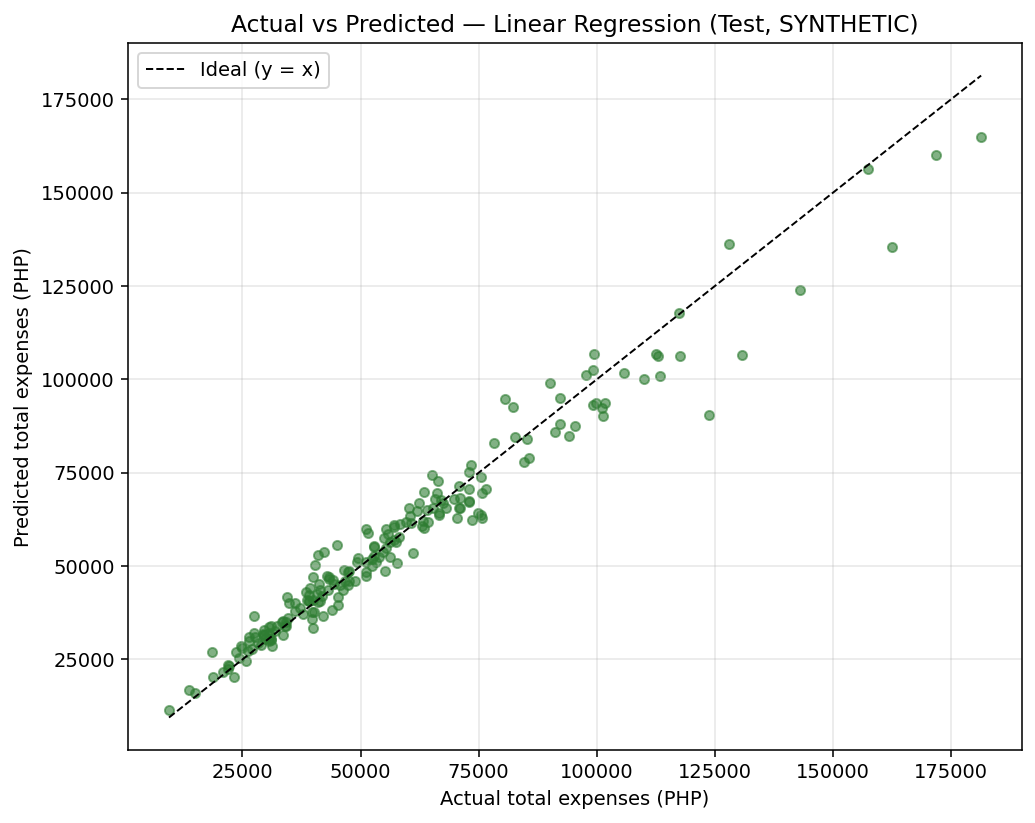 Actual vs Predicted — Linear Regression (Test, SYNTHETIC)
Ideal (y = x)
Predicted total expenses (PHP)
175000
150000
125000
100000
75000
50000
25000
25000 50000 75000 100000 125000 150000 175000
Actual total expenses (PHP)